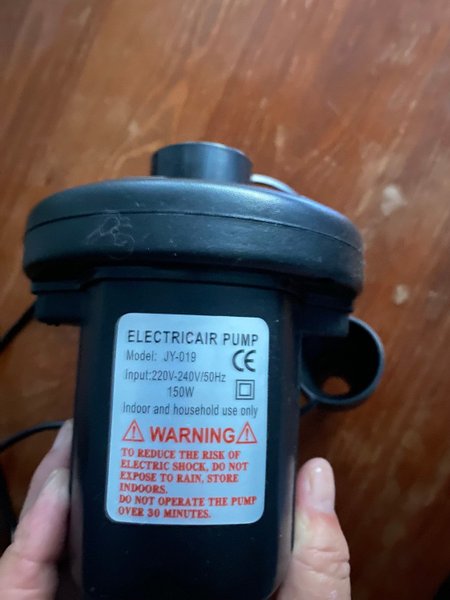 ELECTRICAIR PUMP
Model: JY-019
CE
Input:220V-240V/50Hz
150W
Indoor and household use only
WARNING
TO REDUCE THE RISK OF
ELECTRIC SHOCK, DO NOT
EXPOSE TO RAIN, STORE
INDOORS.
DO NOT OPERATE THE PUMP
OVER 30 MINUTES.